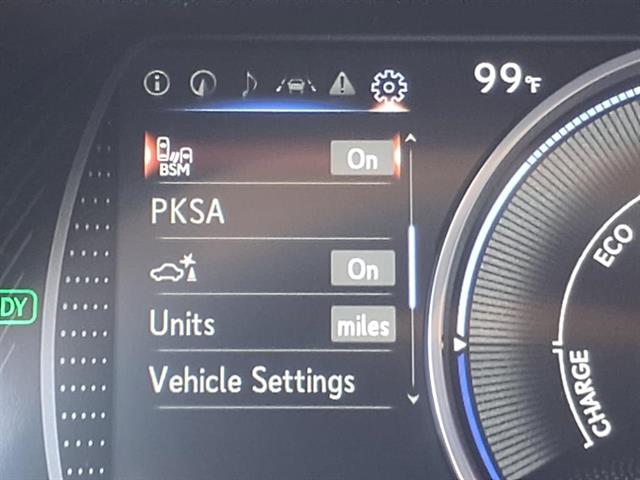 99°F
BSM On
PKSA
On
Units miles
Vehicle Settings
DY
ECO
CHARGE